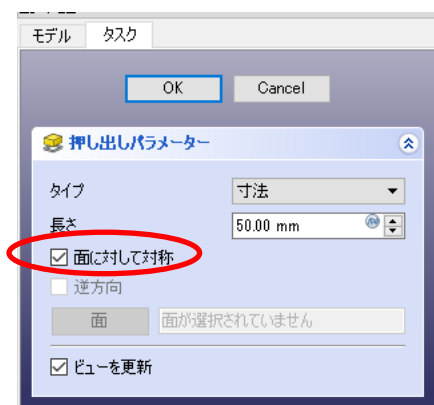 モデル タスク
OK Cancel
押し出しパラメーター
タイプ 寸法
長さ 50.00 mm
面に対して対称
逆方向
面 面が選択されていません
ビューを更新